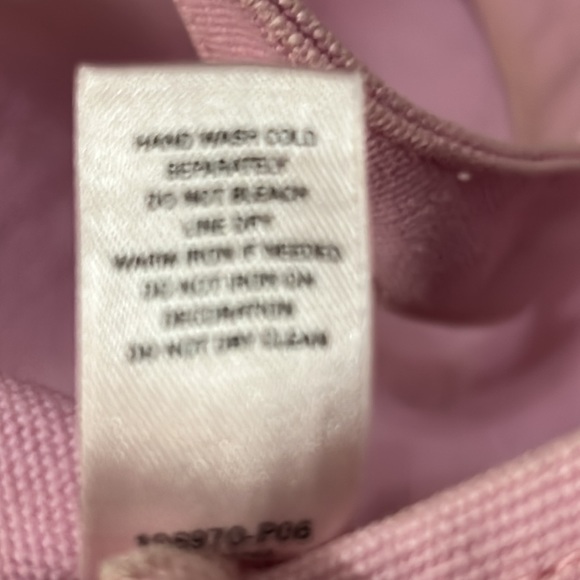 HAND WASH COLD
SEPARATELY
DO NOT BLEACH
LINE DRY
WARM IRON IF NEEDED
DO NOT IRON ON
DECORATION
DO NOT DRY CLEAN